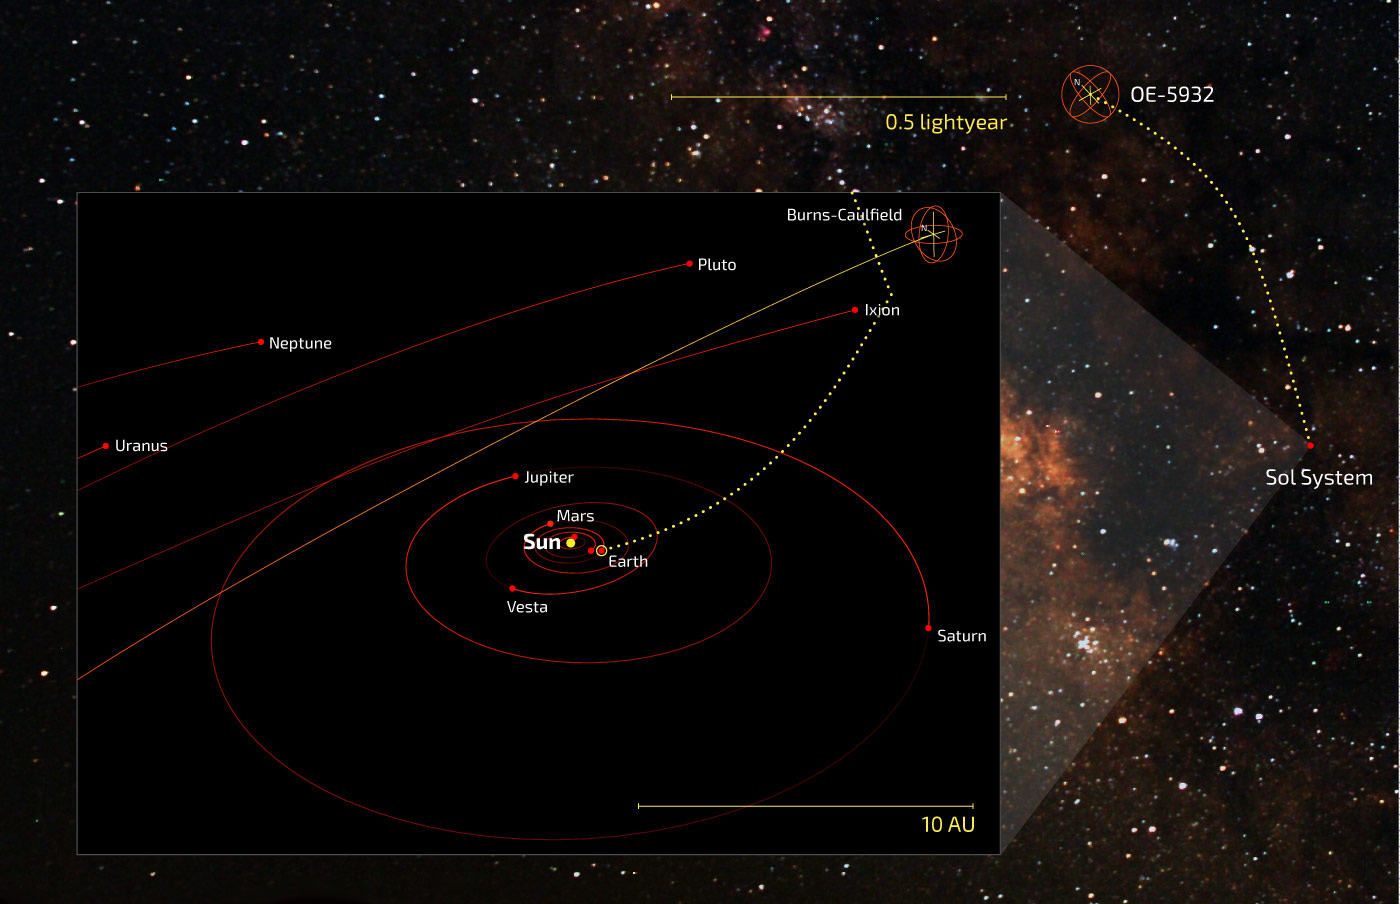 N
OE-5932
0.5 lightyear
Burns-Caulfield
N
Pluto
Ixion
Neptune
Uranus
Jupiter
Mars
Sun
Earth
Vesta
Saturn
Sol System
10 AU